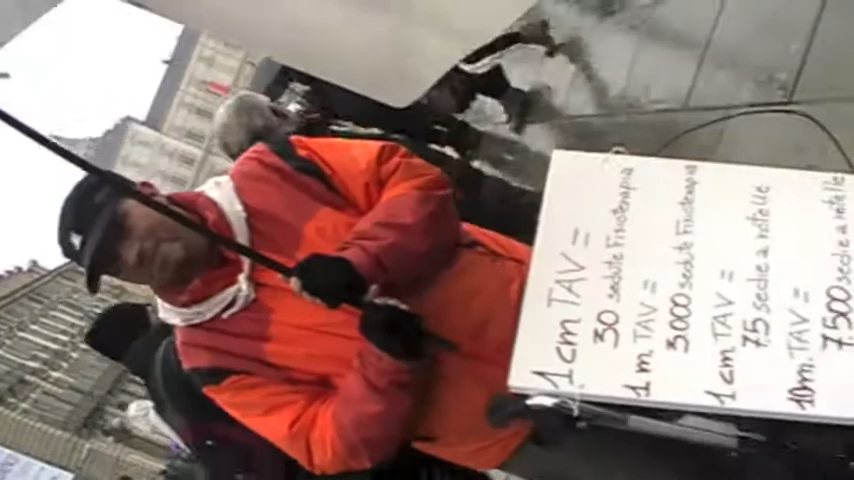 1 cm TAV =
30 sedute Fisioterapia
1 m TAV =
3000 sedute Fisioterapia
1 cm TAV =
75 sedie a rotelle
10 m. TAV =
7500 sedie a rotelle